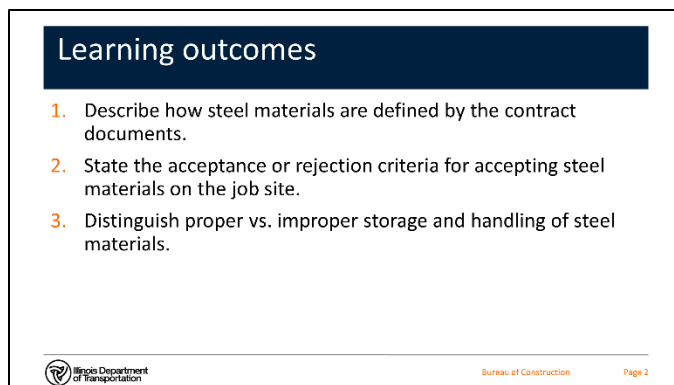 Learning outcomes
1. Describe how steel materials are defined by the contract
documents.
2. State the acceptance or rejection criteria for accepting steel
materials on the job site.
3. Distinguish proper vs. improper storage and handling of steel
materials.
Illinois Department
of Transportation
Bureau of Construction
Page 2